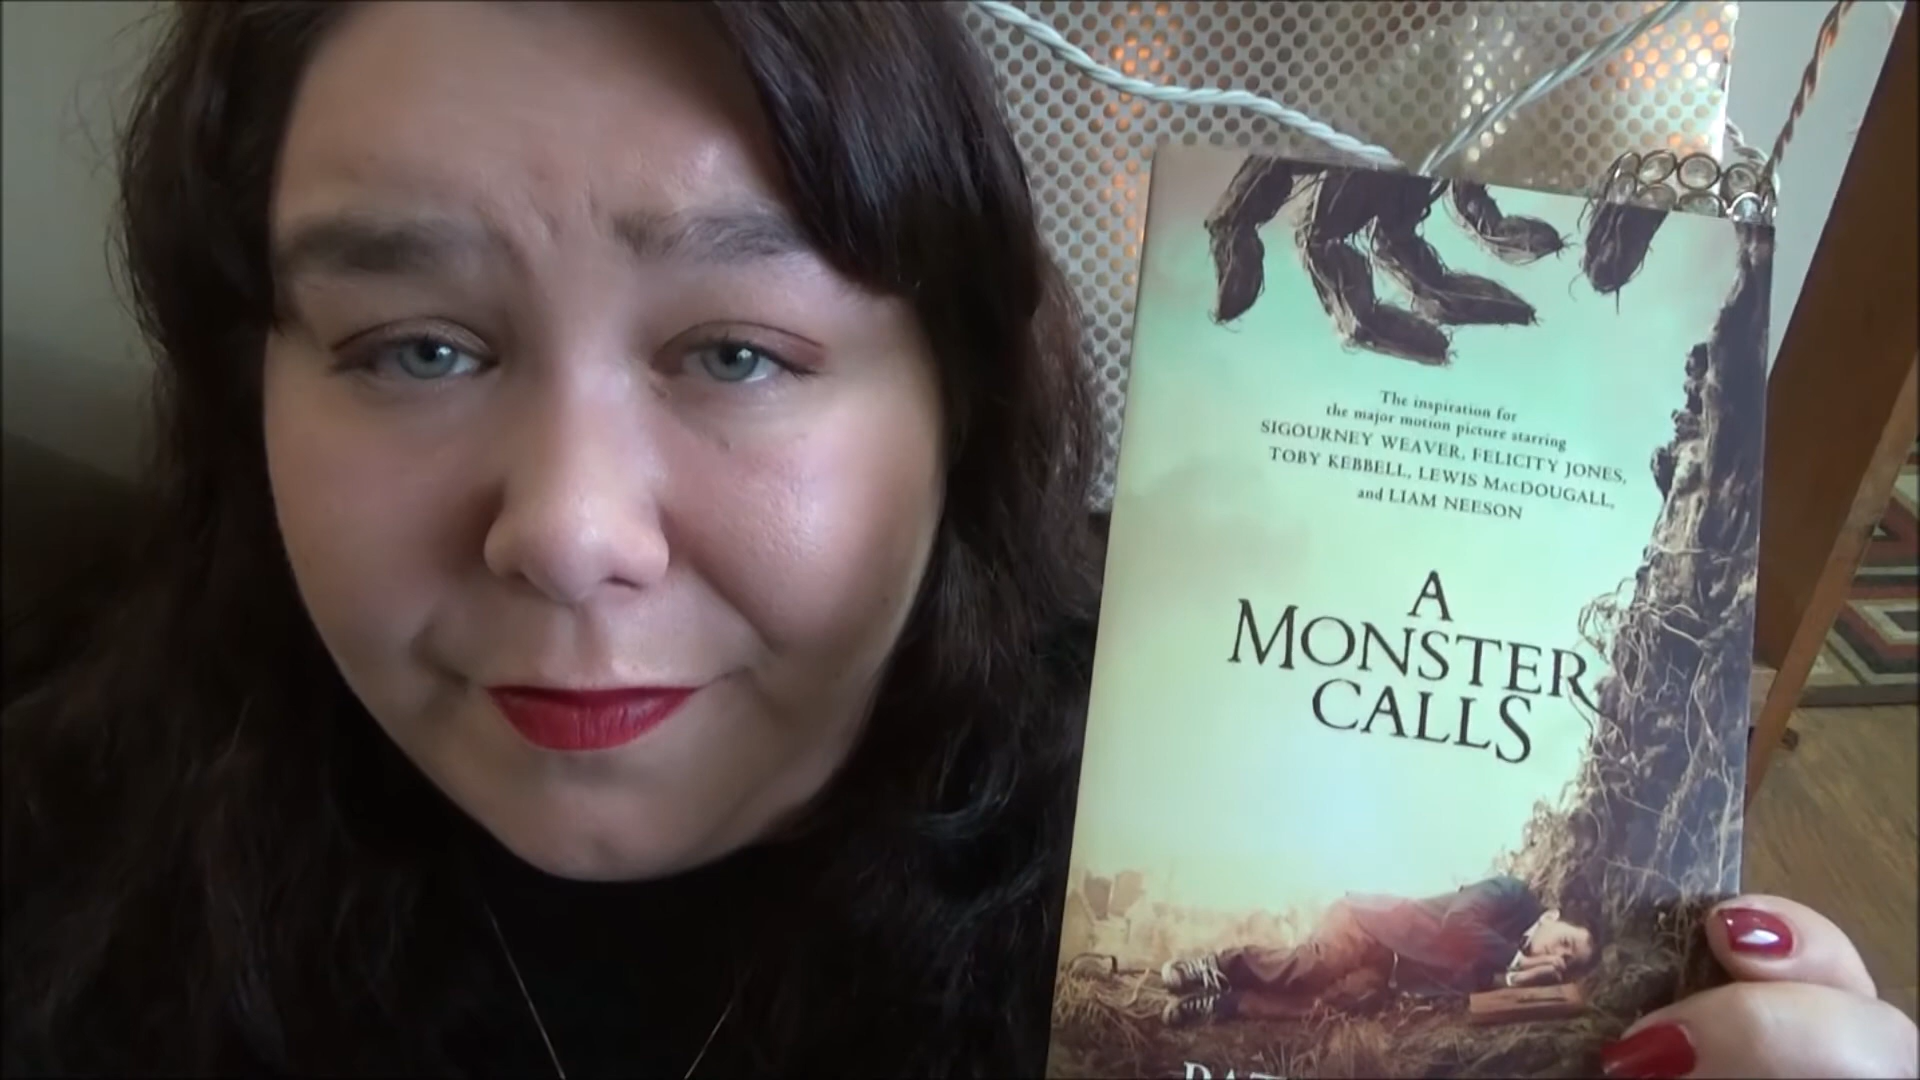 The inspiration for
the major motion picture starring
SIGOURNEY WEAVER, FELICITY JONES,
TOBY KEBBELL, LEWIS MACDOUGALL,
and LIAM NEESON
A
MONSTER
CALLS